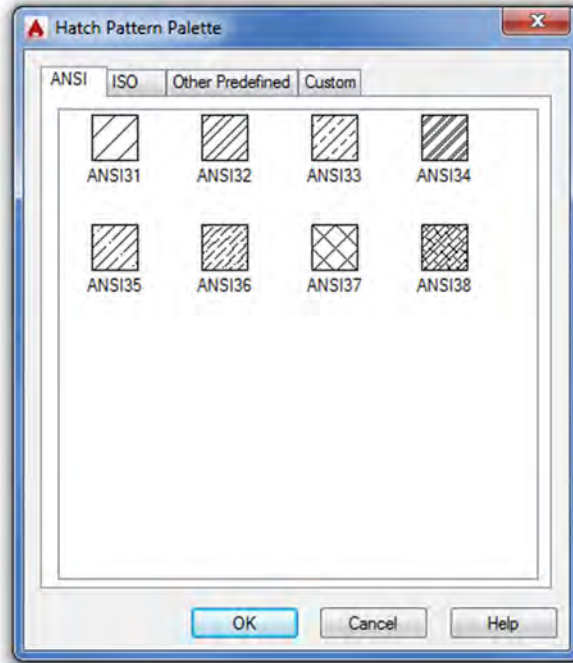 Hatch Pattern Palette
ANSI ISO Other Predefined Custom
ANSI31 ANSI32 ANSI33 ANSI34
ANSI35 ANSI36 ANSI37 ANSI38
OK Cancel Help